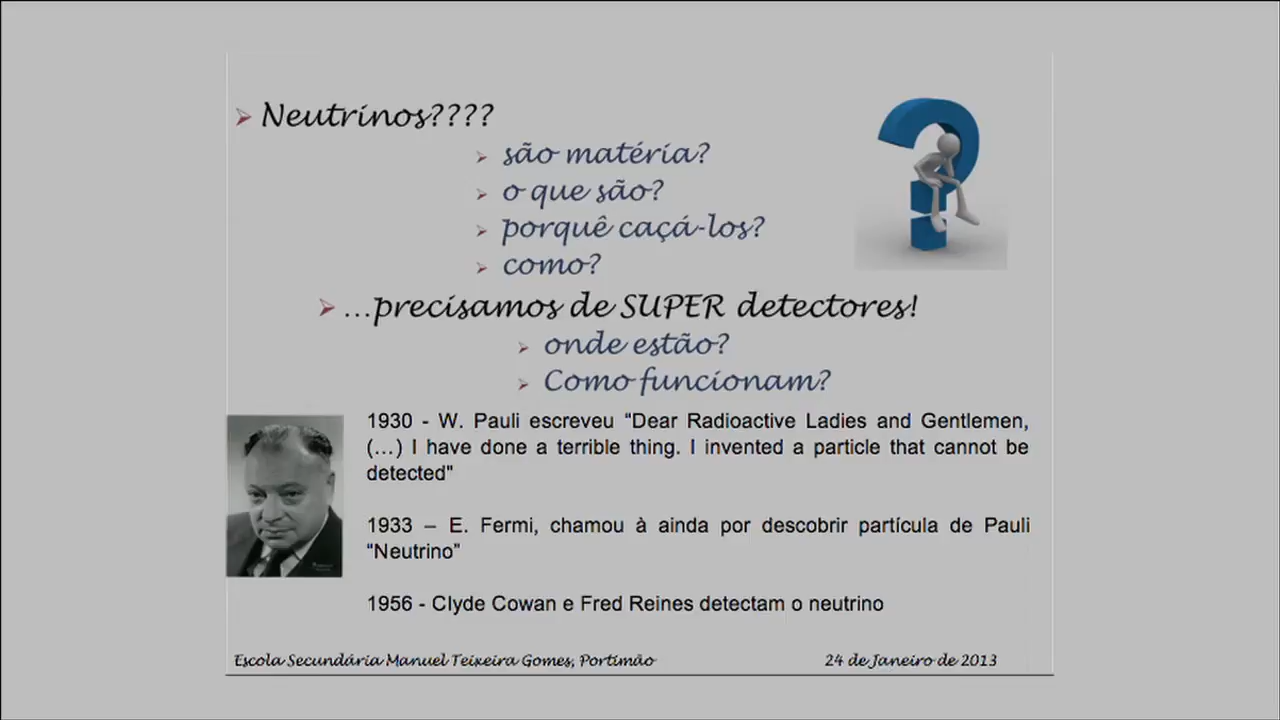 Neutrinos????
são matéria?
o que são?
porquê caçá-los?
como?
...precisamos de SUPER detectores!
onde estão?
Como funcionam?
1930 - W. Pauli escreveu “Dear Radioactive Ladies and Gentlemen,
(...) I have done a terrible thing. I invented a particle that cannot be
detected"
1933 – E. Fermi, chamou à ainda por descobrir partícula de Pauli
“Neutrino”
1956 - Clyde Cowan e Fred Reines detectam o neutrino
Escola Secundária Manuel Teixeira Gomes, Portimão
24 de Janeiro de 2013